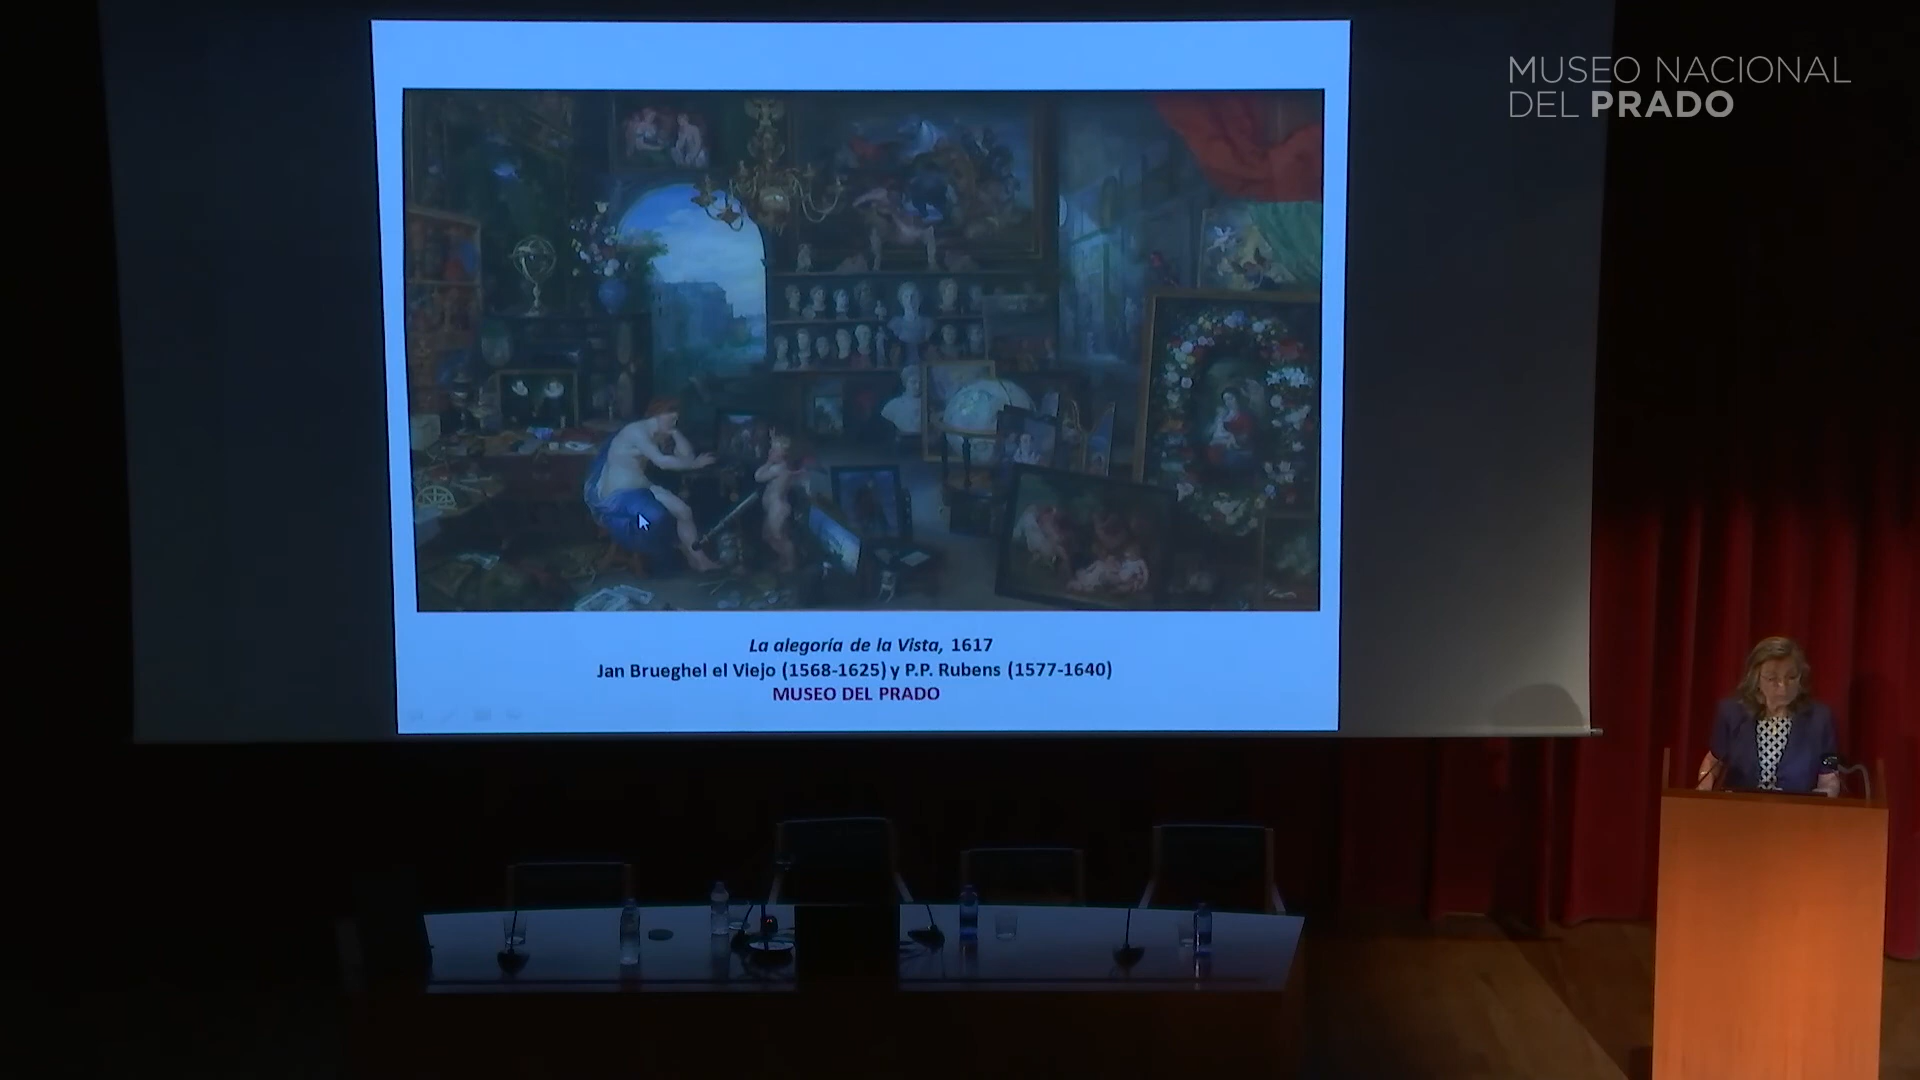 MUSEO NACIONAL
DEL PRADO
La alegoría de la Vista, 1617
Jan Brueghel el Viejo (1568-1625) y P.P. Rubens (1577-1640)
MUSEO DEL PRADO